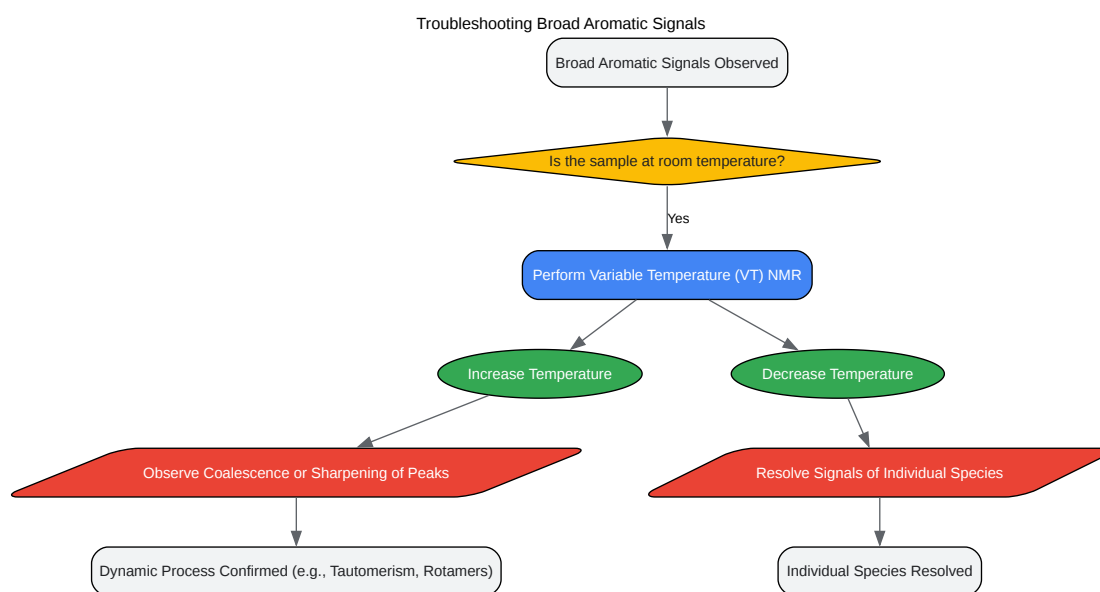 Troubleshooting Broad Aromatic Signals
Broad Aromatic Signals Observed
Is the sample at room temperature?
Yes
Perform Variable Temperature (VT) NMR
Increase Temperature
Decrease Temperature
Observe Coalescence or Sharpening of Peaks
Resolve Signals of Individual Species
Dynamic Process Confirmed (e.g., Tautomerism, Rotamers)
Individual Species Resolved